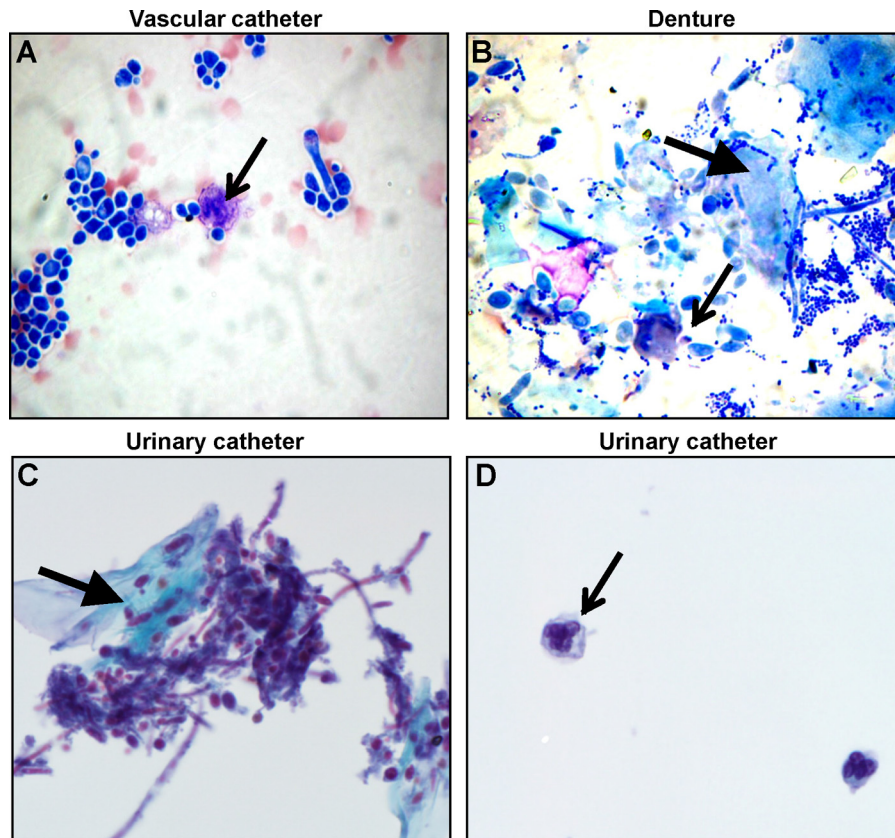 Vascular catheter
Denture
A
B
Urinary catheter
Urinary catheter
C
D